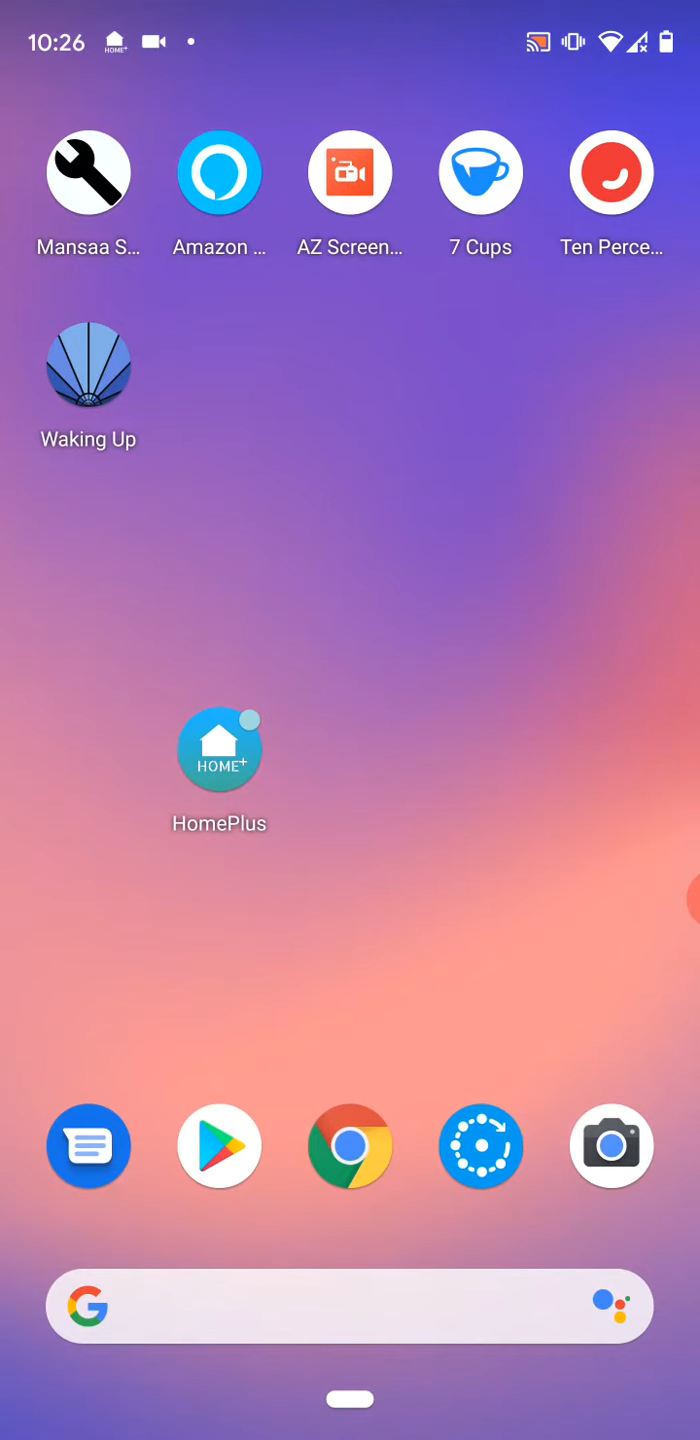 10:26 HOME+
Mansaa S... Amazon ... AZ Screen... 7 Cups Ten Perce...
Waking Up
HOME+
HomePlus
G